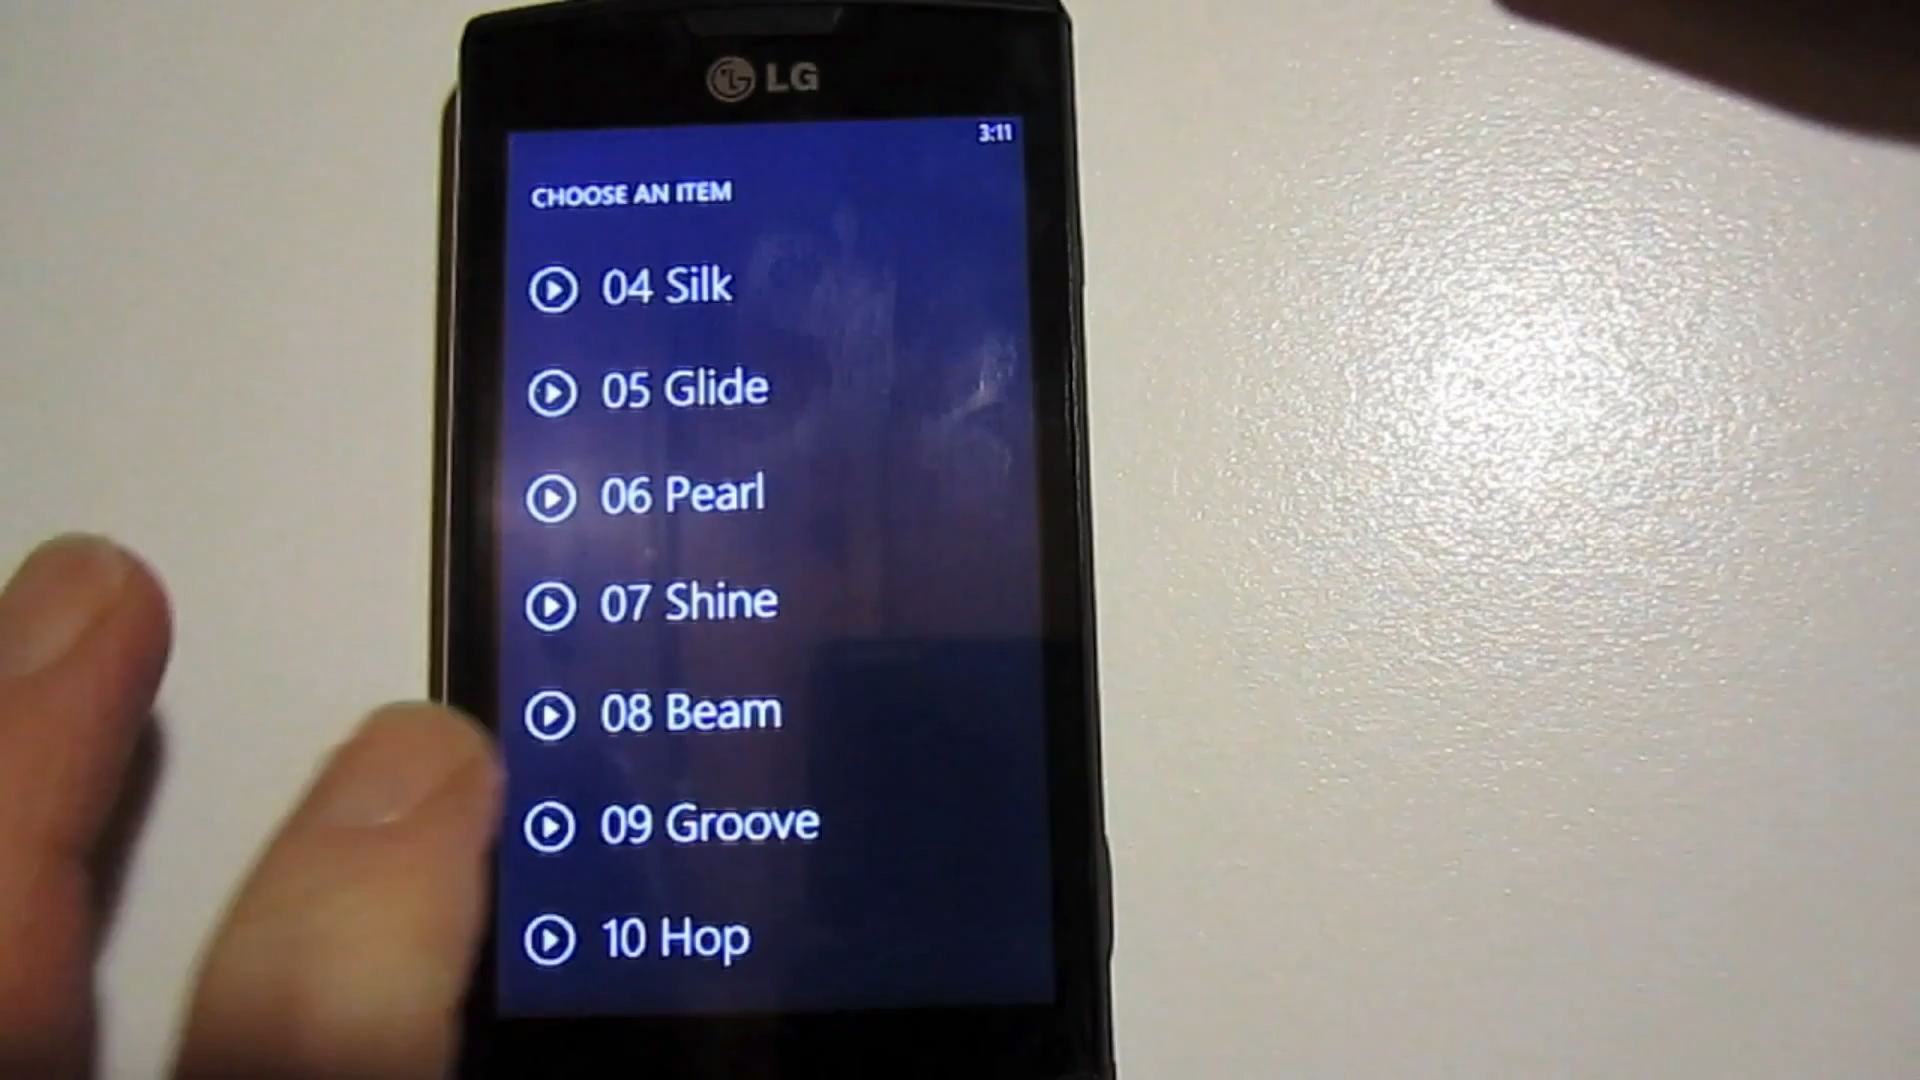 LG
3:11
CHOOSE AN ITEM
04 Silk
05 Glide
06 Pearl
07 Shine
08 Beam
09 Groove
10 Hop